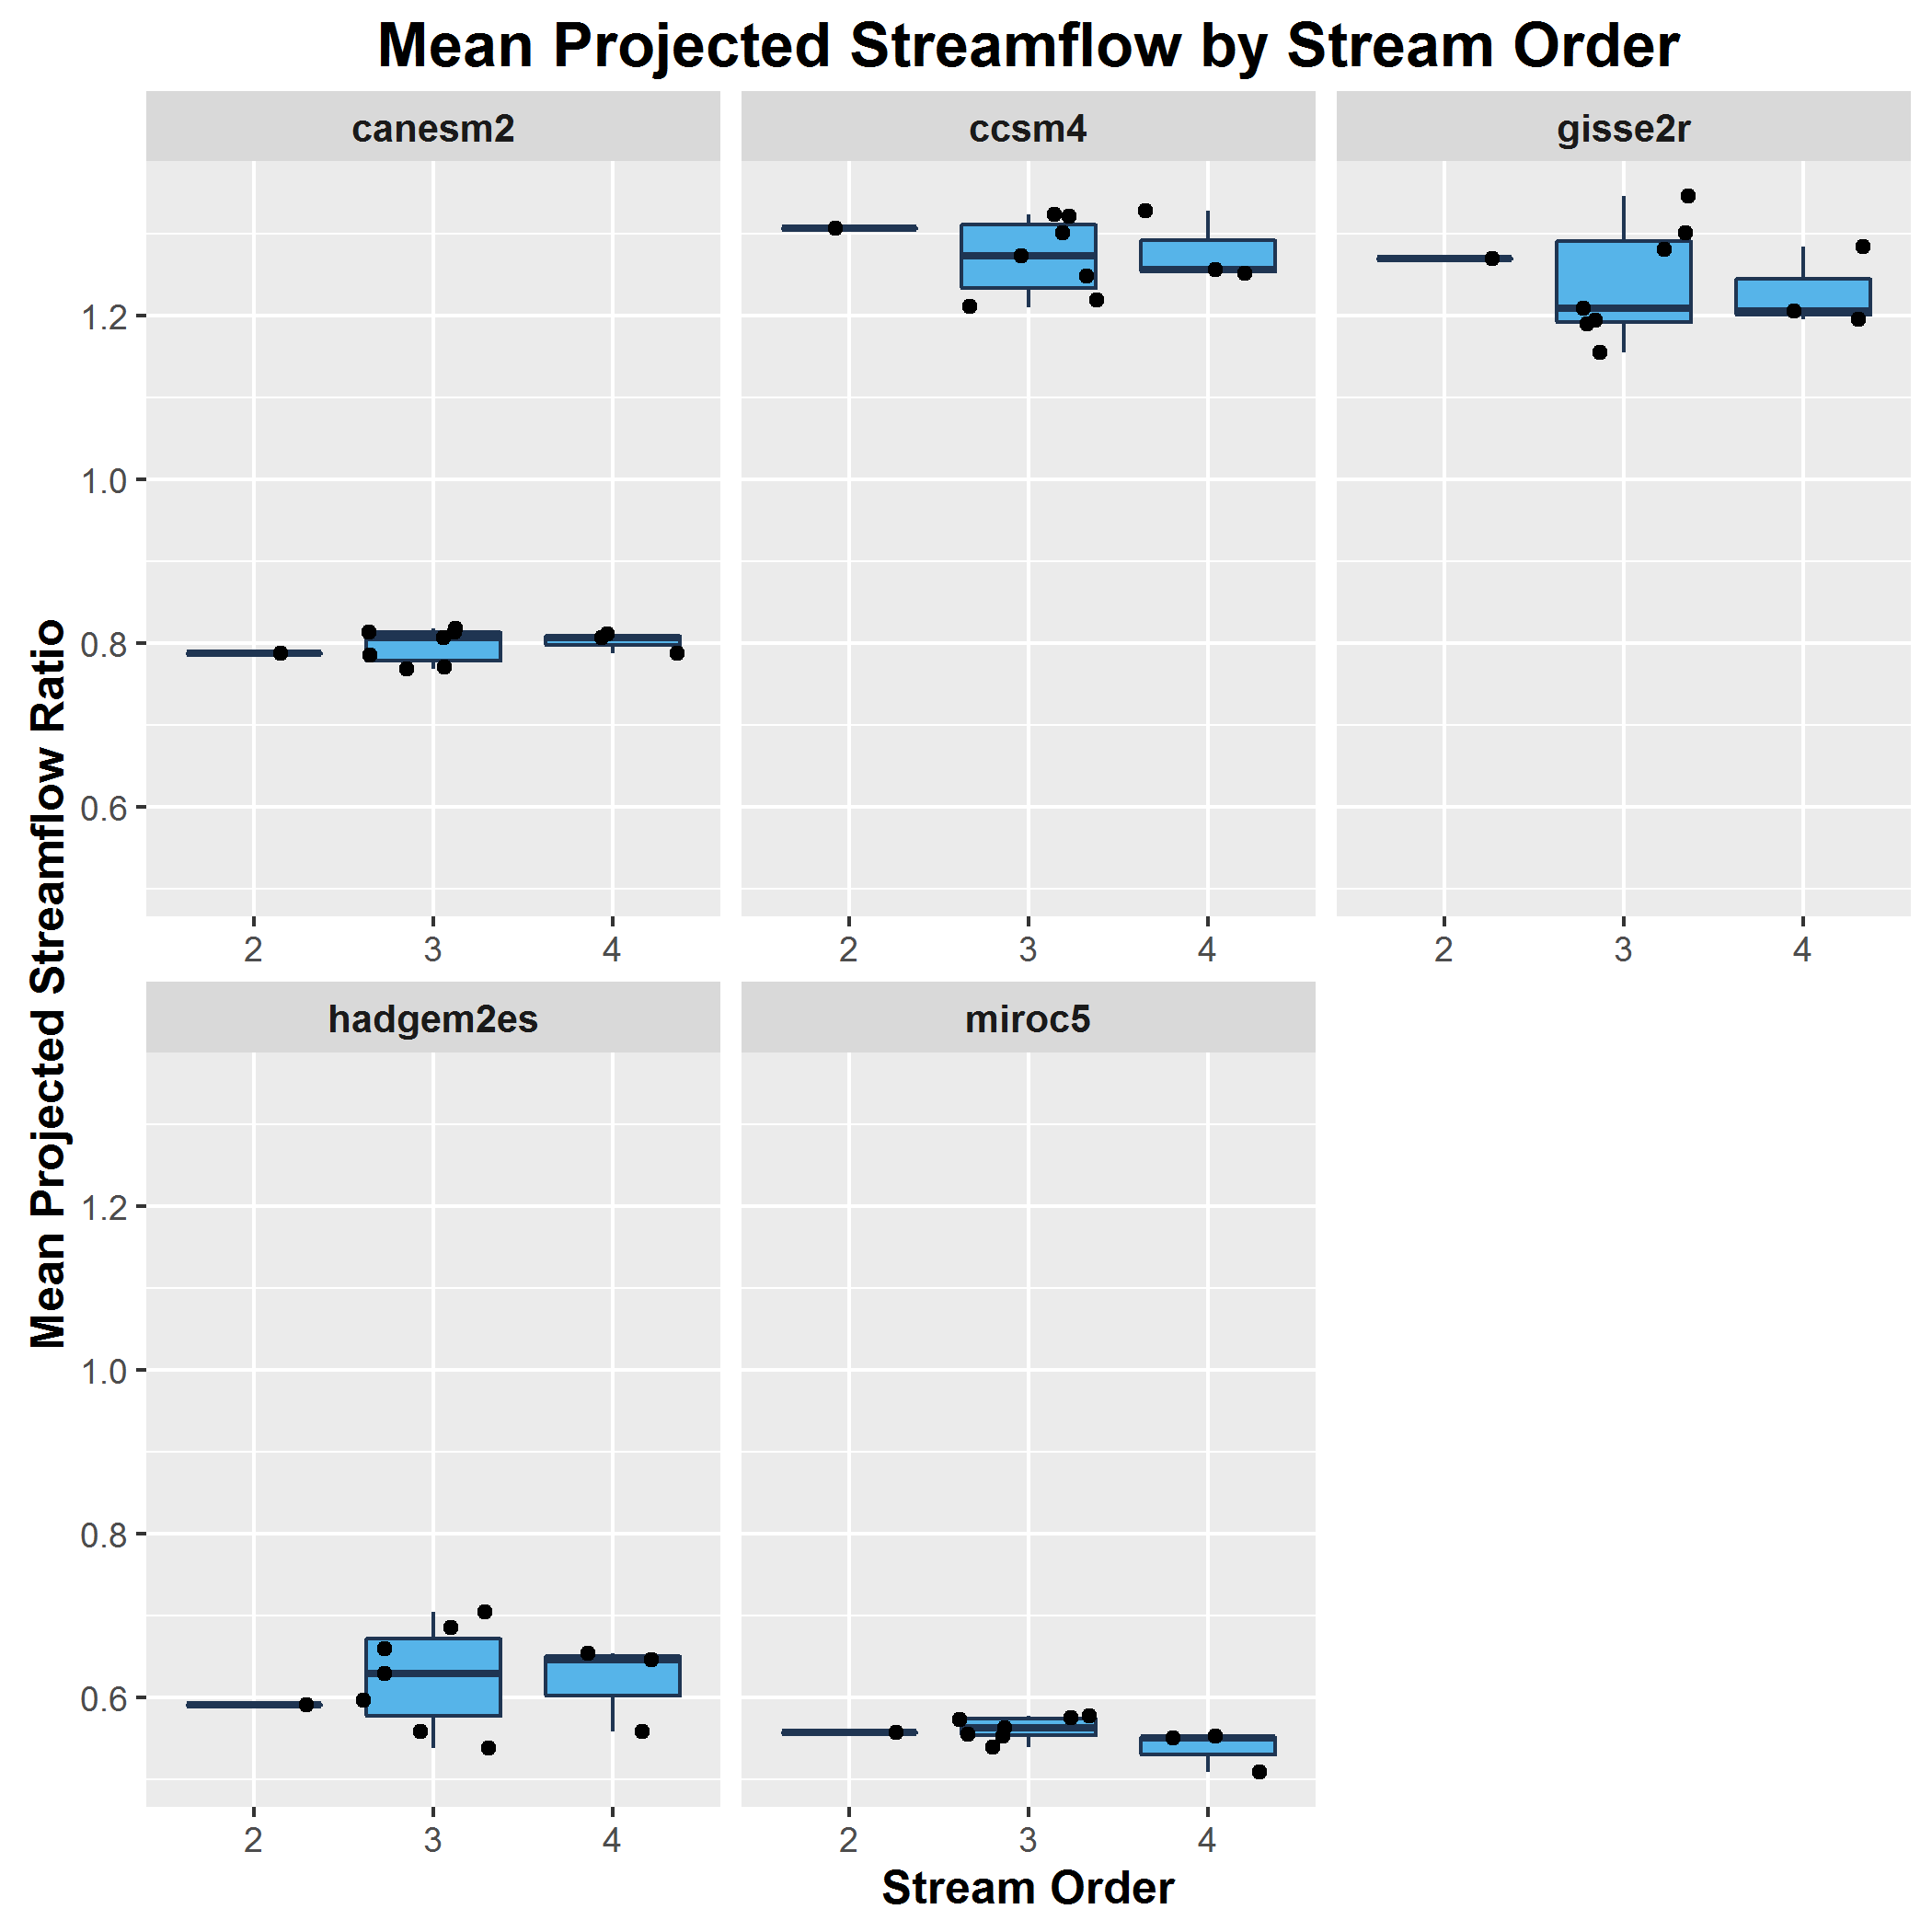 Mean Projected Streamflow by Stream Order
canesm2
ccsm4
gisse2r
1.2
1.0
0.8
0.6
2 3 4
2 3 4
2 3 4
Mean Projected Streamflow Ratio
hadgem2es
miroc5
1.2
1.0
0.8
0.6
2 3 4
2 3 4
Stream Order